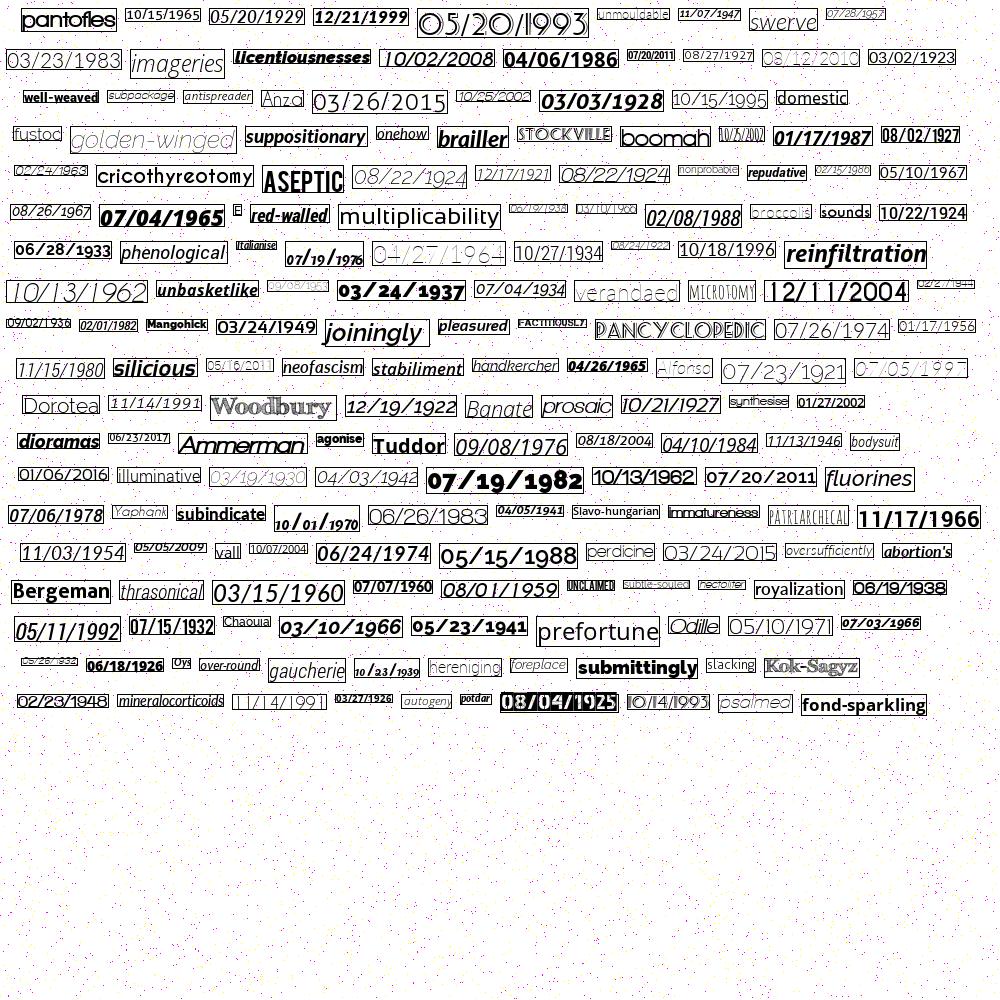 pantofles 10/15/1965 05/20/1929 12/21/1999 05/20/1993 unmouldable 11/07/1947 swerve 07/28/1957
03/23/1983 imageries licentiousnesses 10/02/2008 04/06/1986 07/20/2011 08/27/1927 08/12/2010 03/02/1923
well-weaved subpackage antispreader Anza 03/26/2015 10/25/2002 03/03/1928 10/15/1995 domestic
fustoc golden-winged suppositionary onehow brailler STOCKVILLE boomah 10/25/2002 01/17/1987 08/02/1927
02/24/1963 cricothyreotomy ASEPTIC 08/22/1924 12/17/1921 08/22/1924 nonprobable repudative 02/15/1986 05/10/1967
08/26/1967 07/04/1965 E red-walled multiplicability 06/19/1938 03/10/1966 02/08/1988 broccolis sounds 10/22/1924
06/28/1933 phenological Italianise 07/19/1976 04/27/1964 10/27/1934 08/24/1922 10/18/1996 reinfiltration
10/13/1962 unbasketlike 09/08/1953 03/24/1937 07/04/1934 verandaed MICROTOMY 12/11/2004 02/27/1944
09/02/1936 02/01/1982 Mangohick 03/24/1949 joiningly pleasured FACTITIOUSLY PANCYCLOPEDIC 07/26/1974 01/17/1956
11/15/1980 silicious 05/16/2011 neofascism stabiliment handkercher 04/26/1965 Alfonso 07/23/1921 07/05/1997
Dorotea 11/14/1991 Woodbury 12/19/1922 Banate prosaic 10/21/1927 synthesise 01/27/2002
dioramas 06/23/2017 Ammerman agonise Tuddor 09/08/1976 08/18/2004 04/10/1984 11/13/1946 bodysuit
01/06/2016 illuminative 03/19/1930 04/03/1942 07/19/1982 10/13/1962 07/20/2011 fluorines
07/06/1978 Yaphank subindicate 10/01/1970 06/26/1983 04/05/1941 Slavo-hungarian immatureness PATRIARCHICAL 11/17/1966
11/03/1954 05/05/2009 vall 10/07/2004 06/24/1974 05/15/1988 perdicine 03/24/2015 oversufficiently abortion's
Bergeman thrasonical 03/15/1960 07/07/1960 08/01/1959 UNCLAIMED subtle-souled hectoliter royalization 06/19/1938
05/11/1992 07/15/1932 Chaouia 03/10/1966 05/23/1941 prefortune Odille 05/10/1971 07/03/1966
05/26/1932 06/18/1926 Oys over-round gaucherie 10/23/1939 hereniging foreplace submittingly slacking Kok-Sagyz
02/23/1948 mineralocorticoids 11/14/1991 03/27/1926 autogeny potdar 08/04/1925 10/14/1993 psalmed fond-sparkling